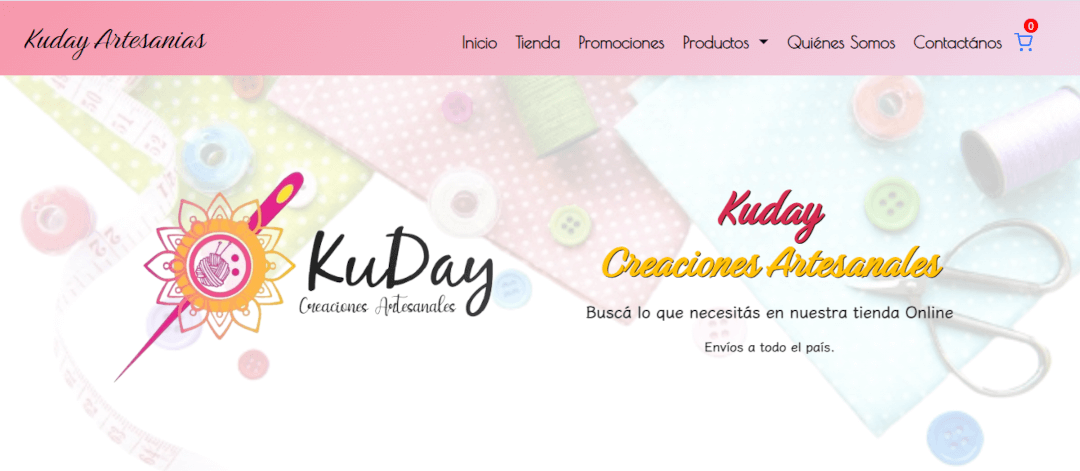 Kuday Artesanias
Inicio Tienda Promociones Productos Quiénes Somos Contactános 0
KuDay
Creaciones Artesanales
Kuday
Creaciones Artesanales
Buscá lo que necesitás en nuestra tienda Online
Envíos a todo el país.